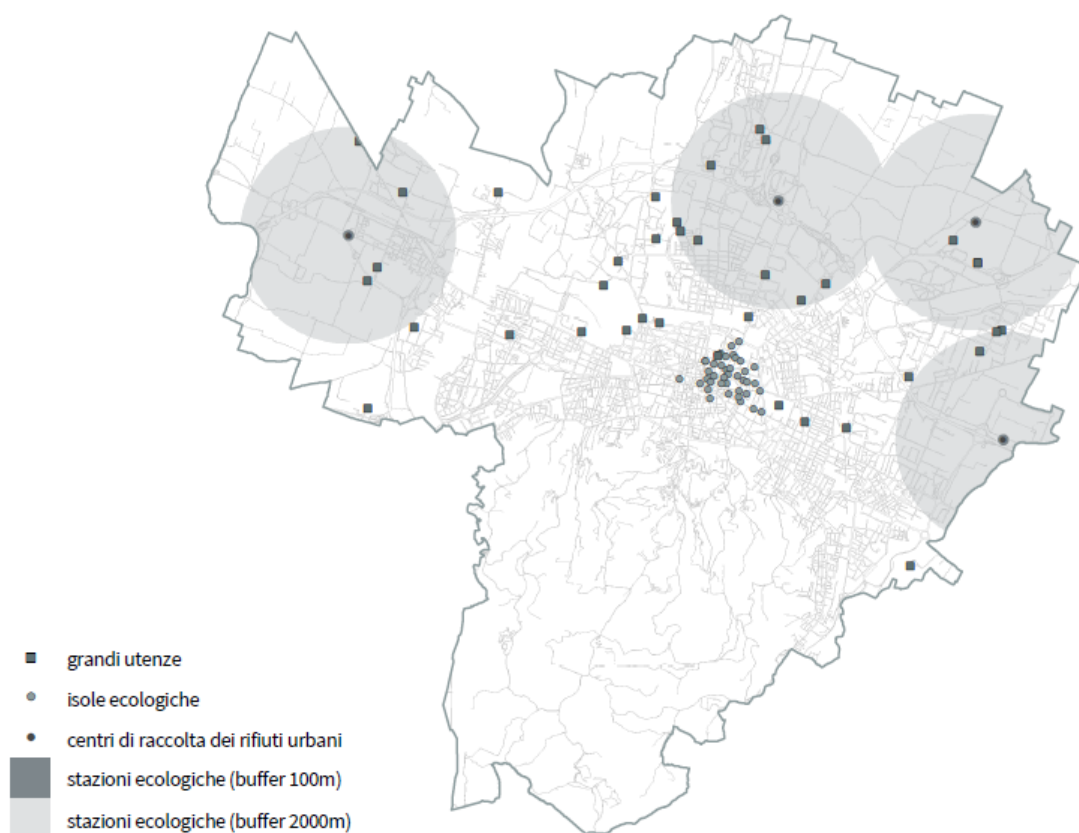 grandi utenze
isole ecologiche
centri di raccolta dei rifiuti urbani
stazioni ecologiche (buffer 100m)
stazioni ecologiche (buffer 2000m)